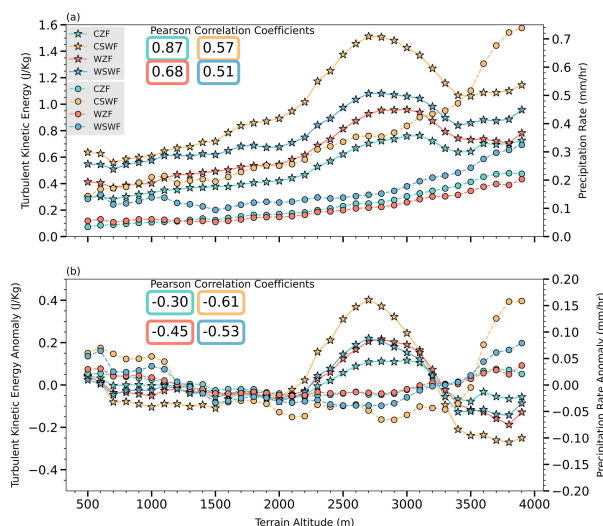 (a)
Pearson Correlation Coefficients
0.87 0.57
0.68 0.51
CZF
CSWF
WZF
WSWF
CZF
CSWF
WZF
WSWF
Turbulent Kinetic Energy (J/Kg)
1.6
1.4
1.2
1.0
0.8
0.6
0.4
0.2
0.0
Precipitation Rate (mm/hr)
0.7
0.6
0.5
0.4
0.3
0.2
0.1
0.0
(b)
Pearson Correlation Coefficients
-0.30 -0.61
-0.45 -0.53
Turbulent Kinetic Energy Anomaly (J/Kg)
0.4
0.2
0.0
−0.2
−0.4
Precipitation Rate Anomaly (mm/hr)
0.20
0.15
0.10
0.05
0.00
−0.05
−0.10
−0.15
−0.20
500 1000 1500 2000 2500 3000 3500 4000
Terrain Altitude (m)